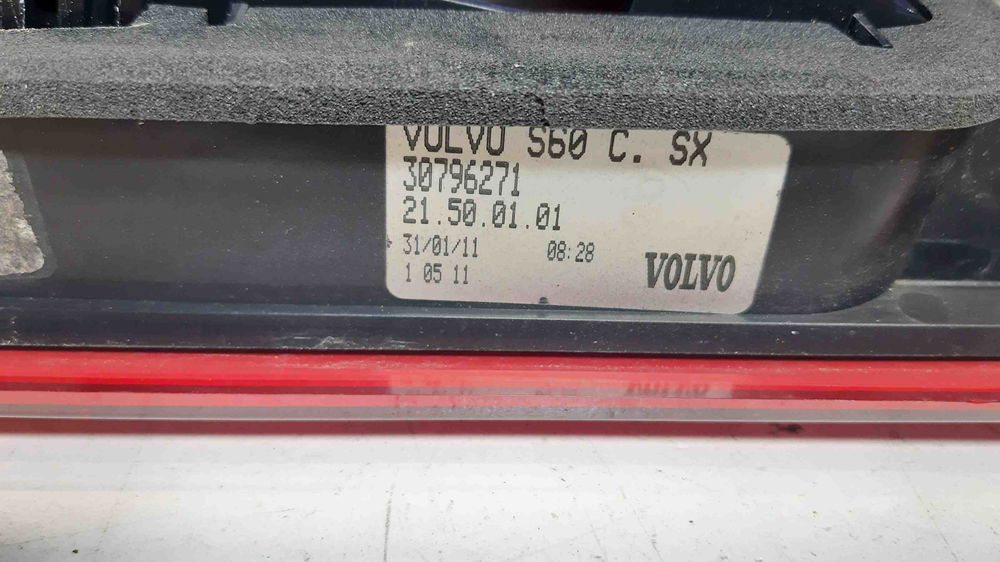 VOLVO S60 C. SX
30796271
21.50.01.01
31/01/11 08:28
1 05 11
VOLVO